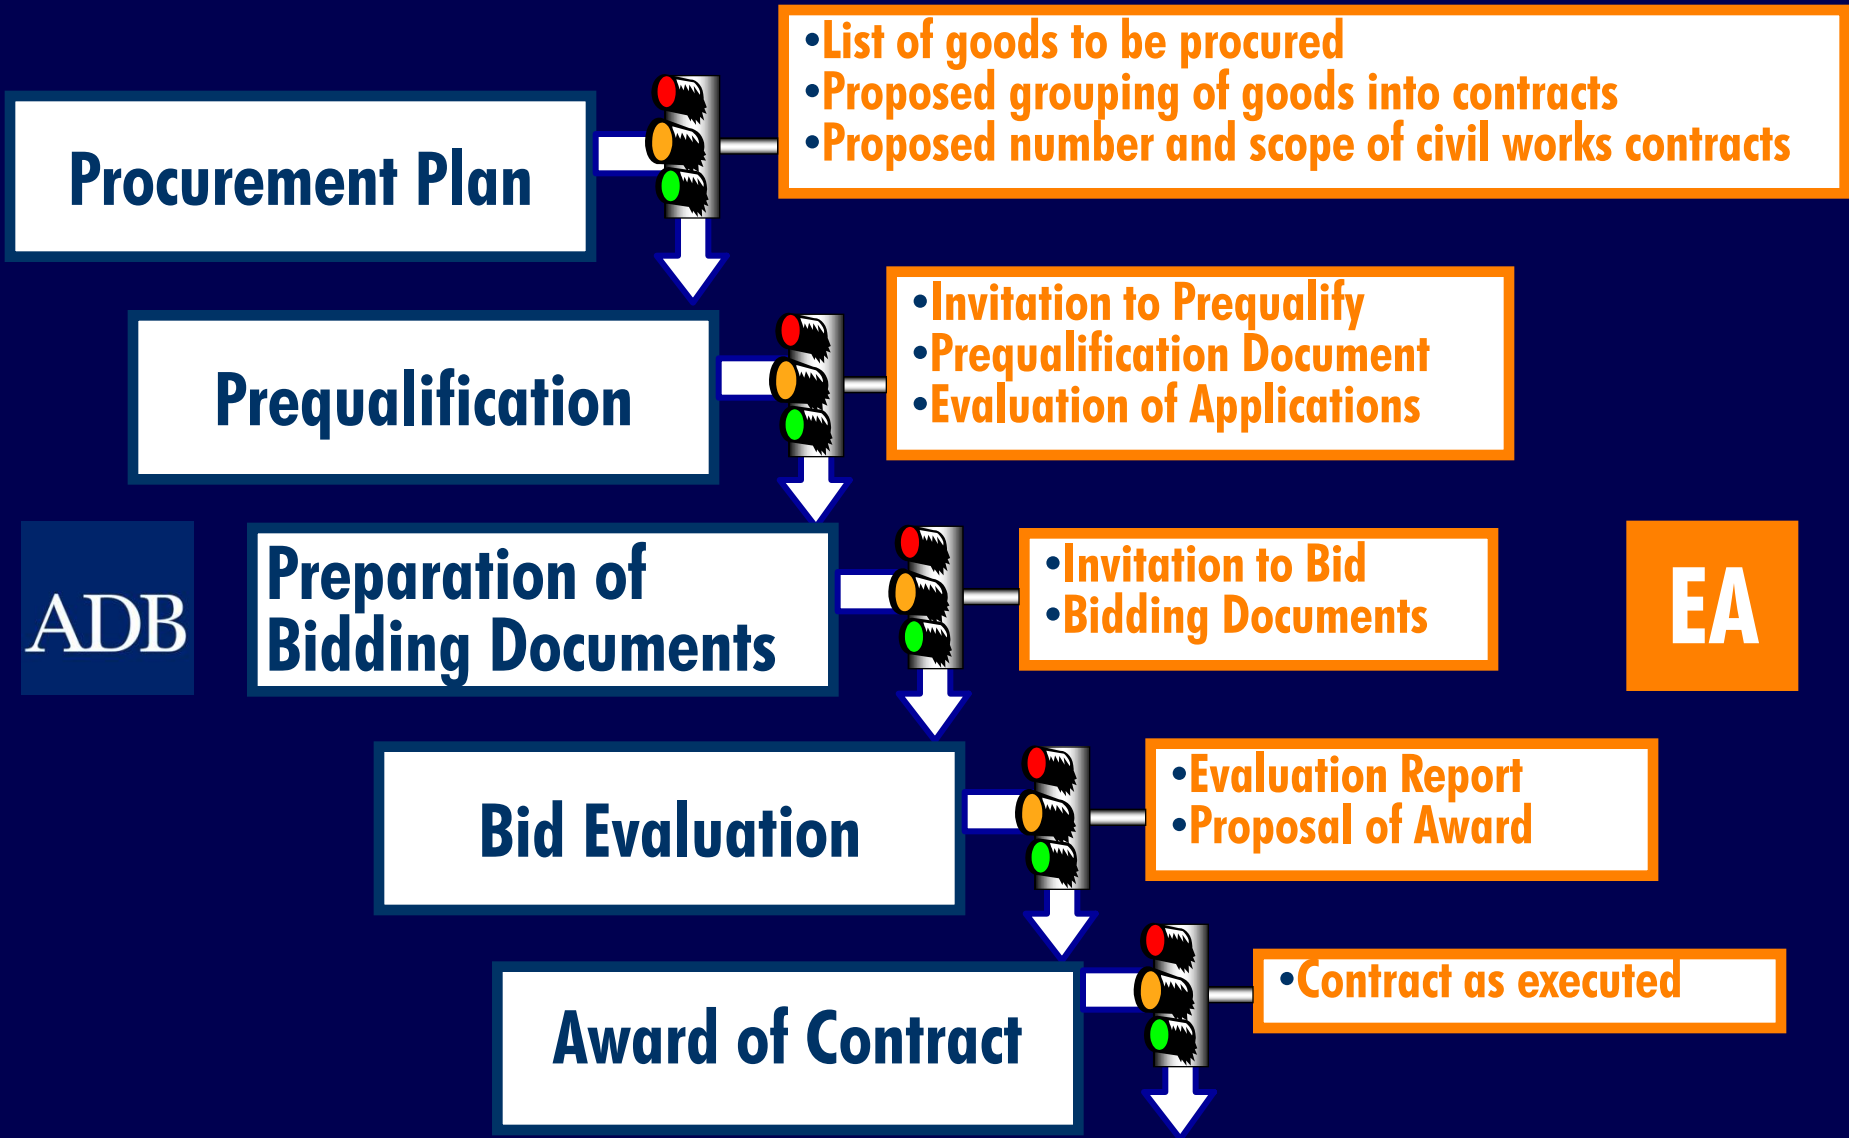 Procurement Plan
•List of goods to be procured
•Proposed grouping of goods into contracts
•Proposed number and scope of civil works contracts
Prequalification
•Invitation to Prequalify
•Prequalification Document
•Evaluation of Applications
ADB
Preparation of
Bidding Documents
•Invitation to Bid
•Bidding Documents
EA
Bid Evaluation
•Evaluation Report
•Proposal of Award
Award of Contract
•Contract as executed